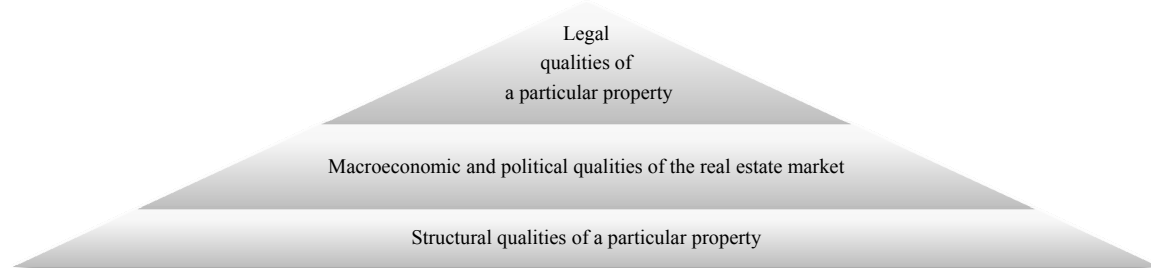 Legal
qualities of
a particular property
Macroeconomic and political qualities of the real estate market
Structural qualities of a particular property